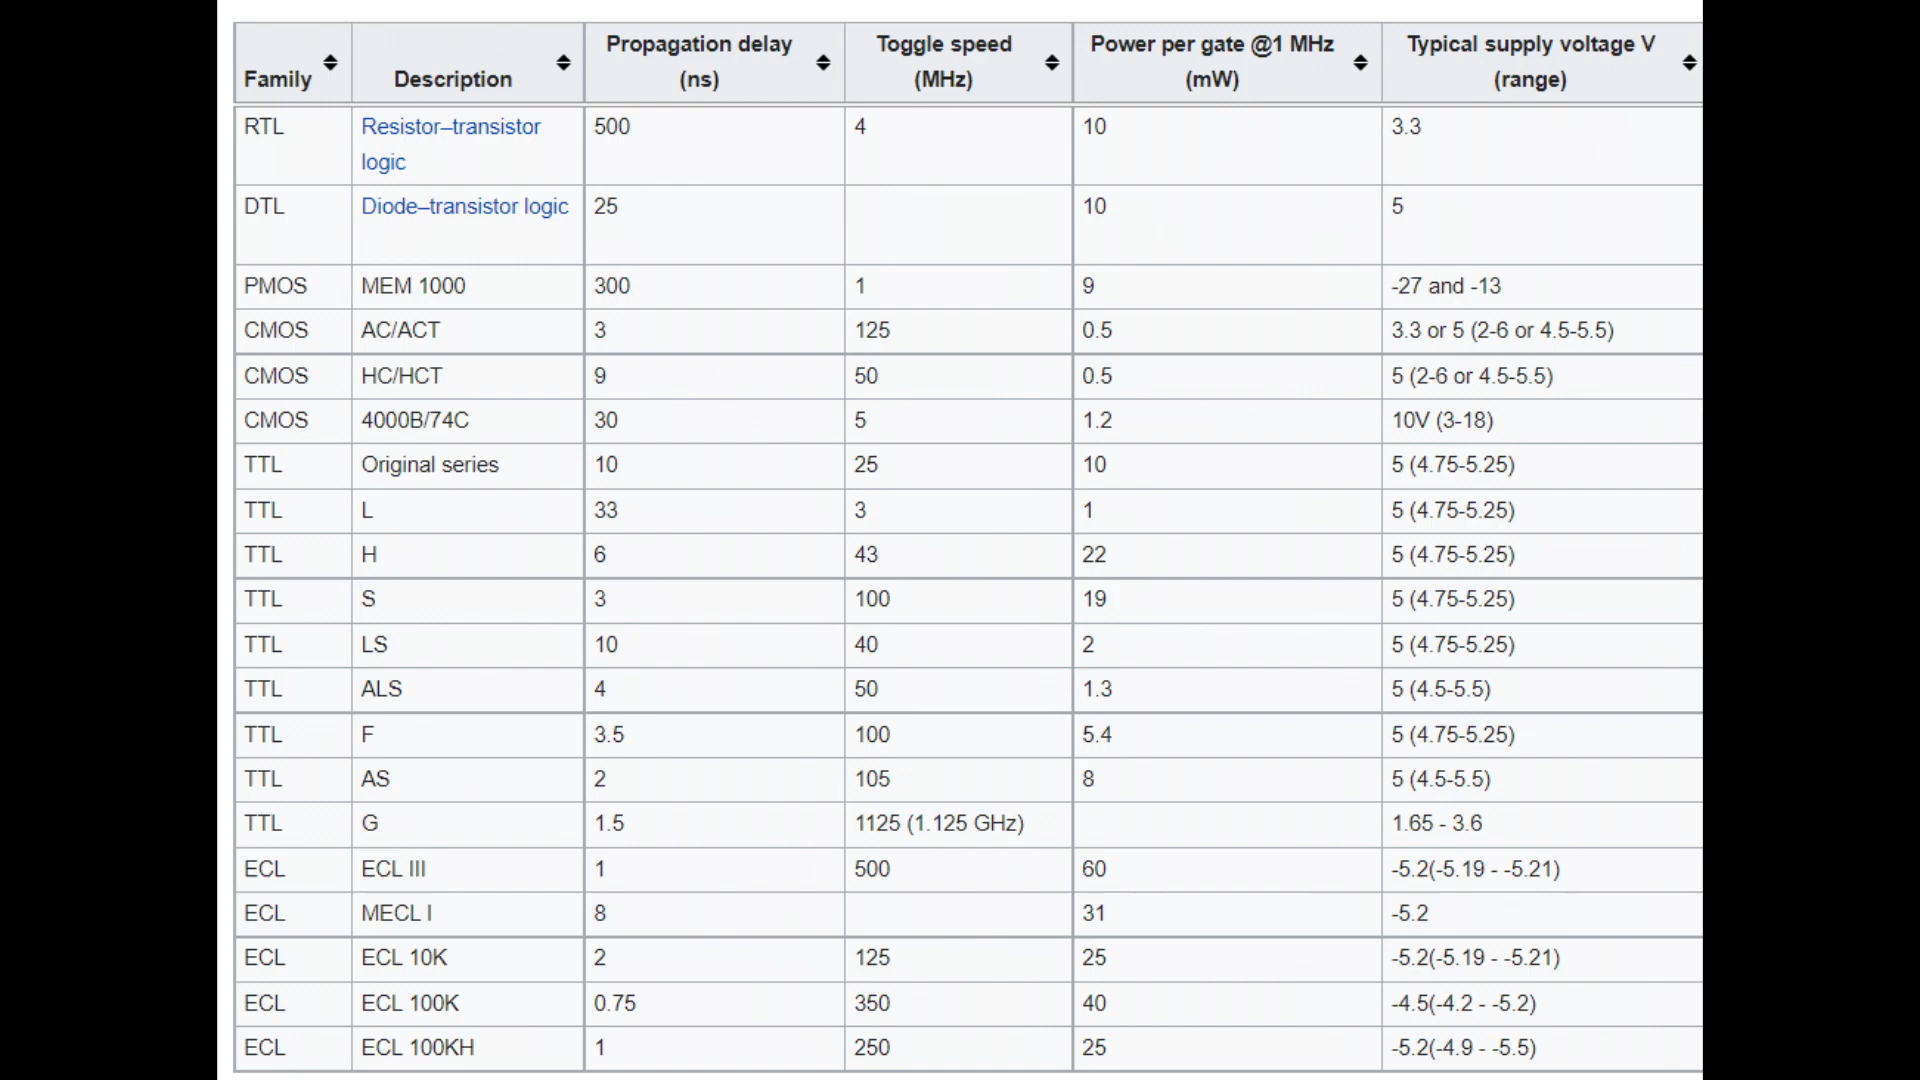 Family Description Propagation delay (ns) Toggle speed (MHz) Power per gate @1 MHz (mW) Typical supply voltage V (range)
RTL Resistor–transistor logic 500 4 10 3.3
DTL Diode–transistor logic 25 10 5
PMOS MEM 1000 300 1 9 -27 and -13
CMOS AC/ACT 3 125 0.5 3.3 or 5 (2-6 or 4.5-5.5)
CMOS HC/HCT 9 50 0.5 5 (2-6 or 4.5-5.5)
CMOS 4000B/74C 30 5 1.2 10V (3-18)
TTL Original series 10 25 10 5 (4.75-5.25)
TTL L 33 3 1 5 (4.75-5.25)
TTL H 6 43 22 5 (4.75-5.25)
TTL S 3 100 19 5 (4.75-5.25)
TTL LS 10 40 2 5 (4.75-5.25)
TTL ALS 4 50 1.3 5 (4.5-5.5)
TTL F 3.5 100 5.4 5 (4.75-5.25)
TTL AS 2 105 8 5 (4.5-5.5)
TTL G 1.5 1125 (1.125 GHz) 1.65 - 3.6
ECL ECL III 1 500 60 -5.2(-5.19 - -5.21)
ECL MECL I 8 31 -5.2
ECL ECL 10K 2 125 25 -5.2(-5.19 - -5.21)
ECL ECL 100K 0.75 350 40 -4.5(-4.2 - -5.2)
ECL ECL 100KH 1 250 25 -5.2(-4.9 - -5.5)